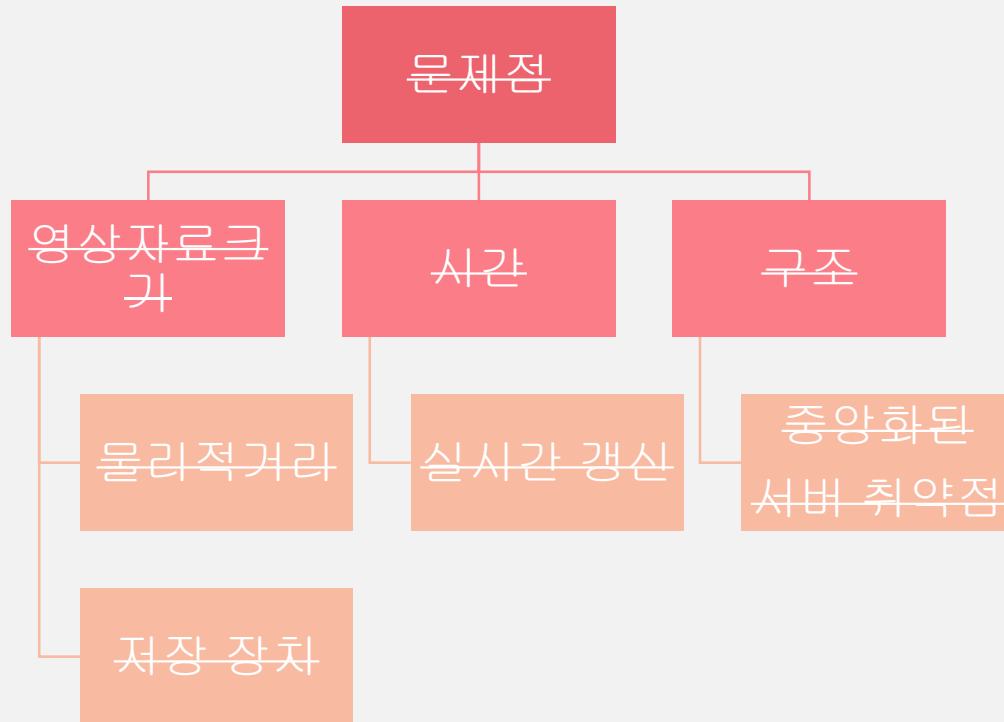 문제점
영상자료크
기
시간
구조
물리적거리
실시간 갱신
중앙화된
서버 취약점
저장 장치